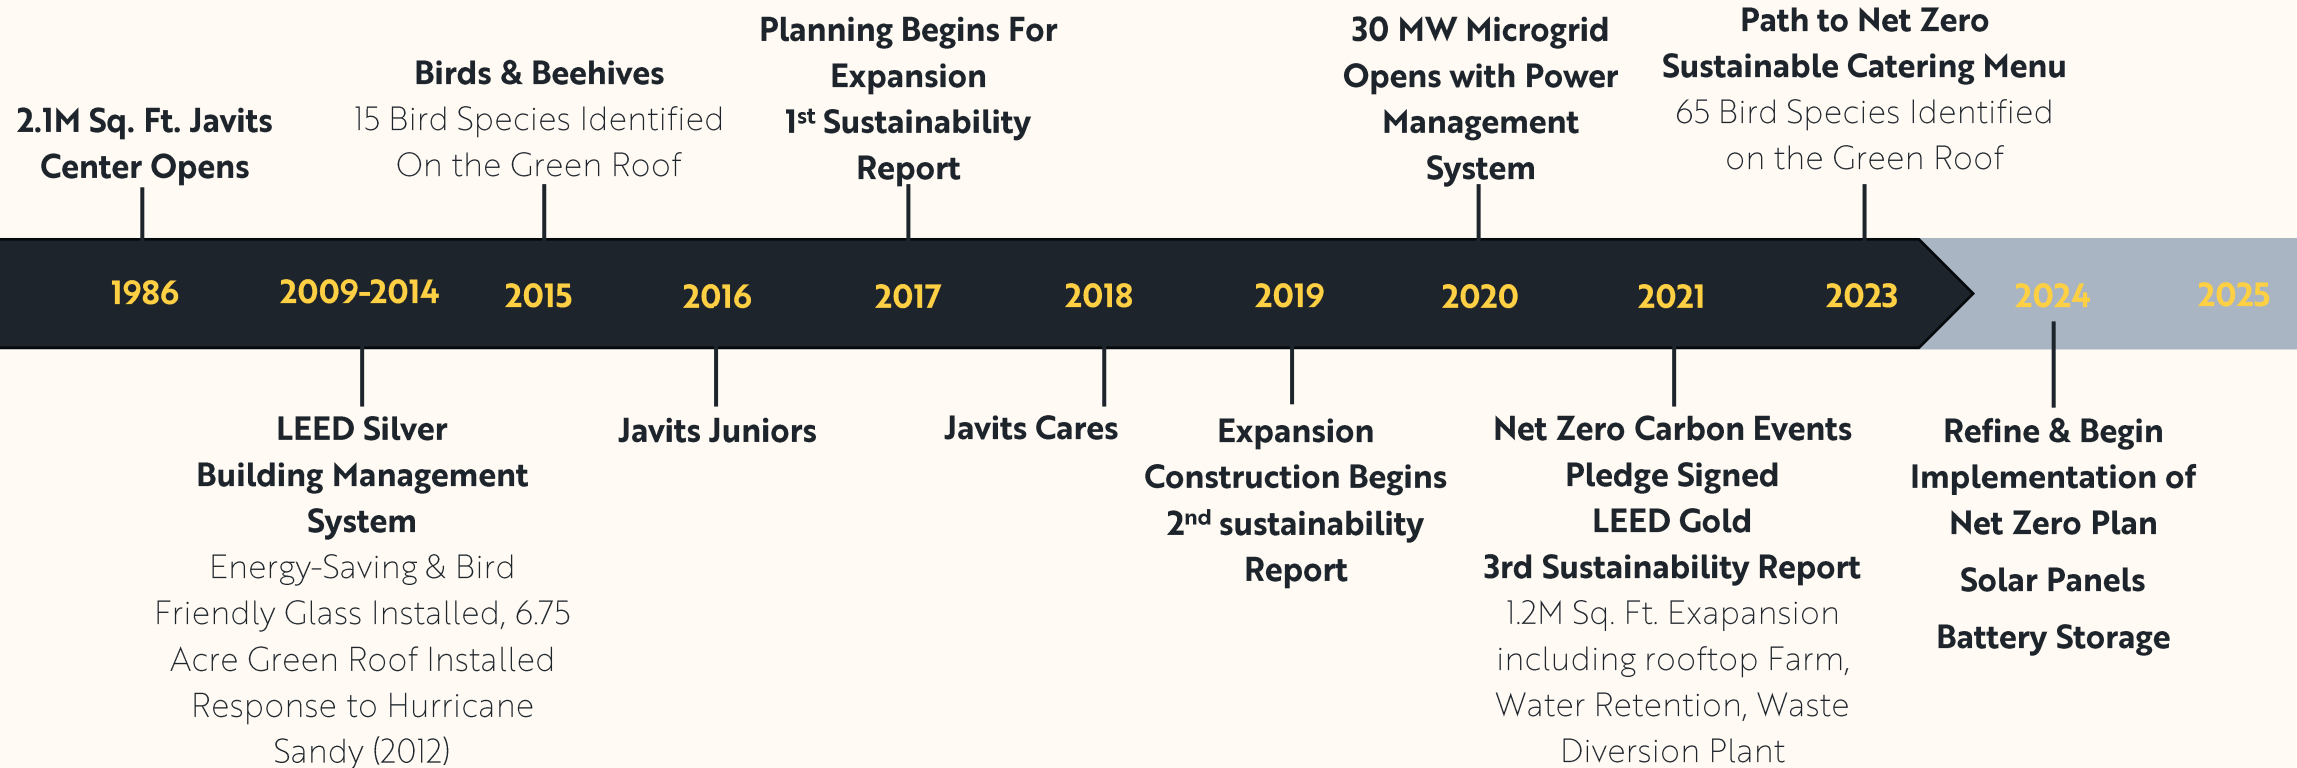 2.1M Sq. Ft. Javits
Center Opens
Birds & Beehives
15 Bird Species Identified
On the Green Roof
Planning Begins For
Expansion
1st Sustainability
Report
30 MW Microgrid
Opens with Power
Management
System
Path to Net Zero
Sustainable Catering Menu
65 Bird Species Identified
on the Green Roof
1986
2009-2014
2015
2016
2017
2018
2019
2020
2021
2023
2024
2025
LEED Silver
Building Management
System
Energy-Saving & Bird
Friendly Glass Installed, 6.75
Acre Green Roof Installed
Response to Hurricane
Sandy (2012)
Javits Juniors
Javits Cares
Expansion
Construction Begins
2nd sustainability
Report
Net Zero Carbon Events
Pledge Signed
LEED Gold
3rd Sustainability Report
1.2M Sq. Ft. Exapansion
including rooftop Farm,
Water Retention, Waste
Diversion Plant
Refine & Begin
Implementation of
Net Zero Plan
Solar Panels
Battery Storage